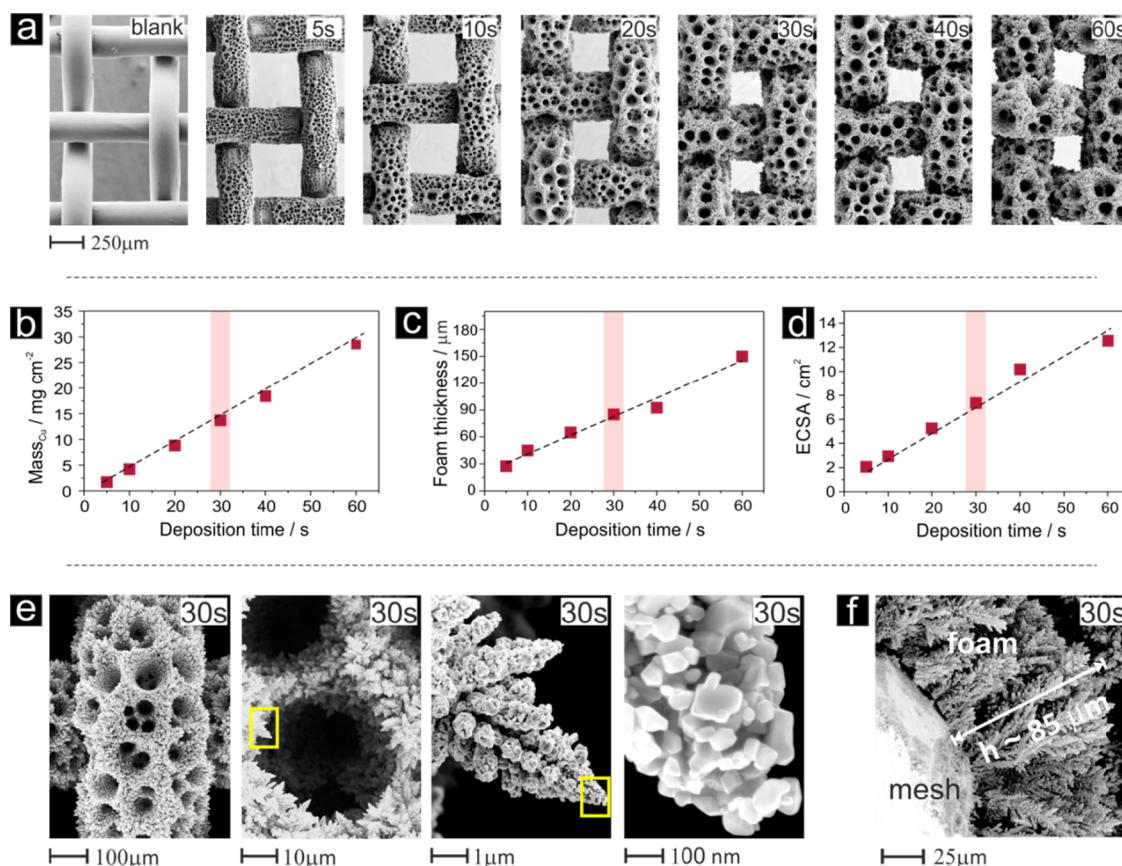 a
blank
5s
10s
20s
30s
40s
60s
250μm
b
Mass_Cu / mg cm⁻²
35
30
25
20
15
10
5
0
0 10 20 30 40 50 60
Deposition time / s
c
Foam thickness / μm
180
150
120
90
60
30
0 10 20 30 40 50 60
Deposition time / s
d
ECSA / cm²
14
12
10
8
6
4
2
0
0 10 20 30 40 50 60
Deposition time / s
e
30s
30s
30s
30s
100μm
10μm
1μm
100 nm
f
30s
foam
h ~ 85 μm
mesh
25μm